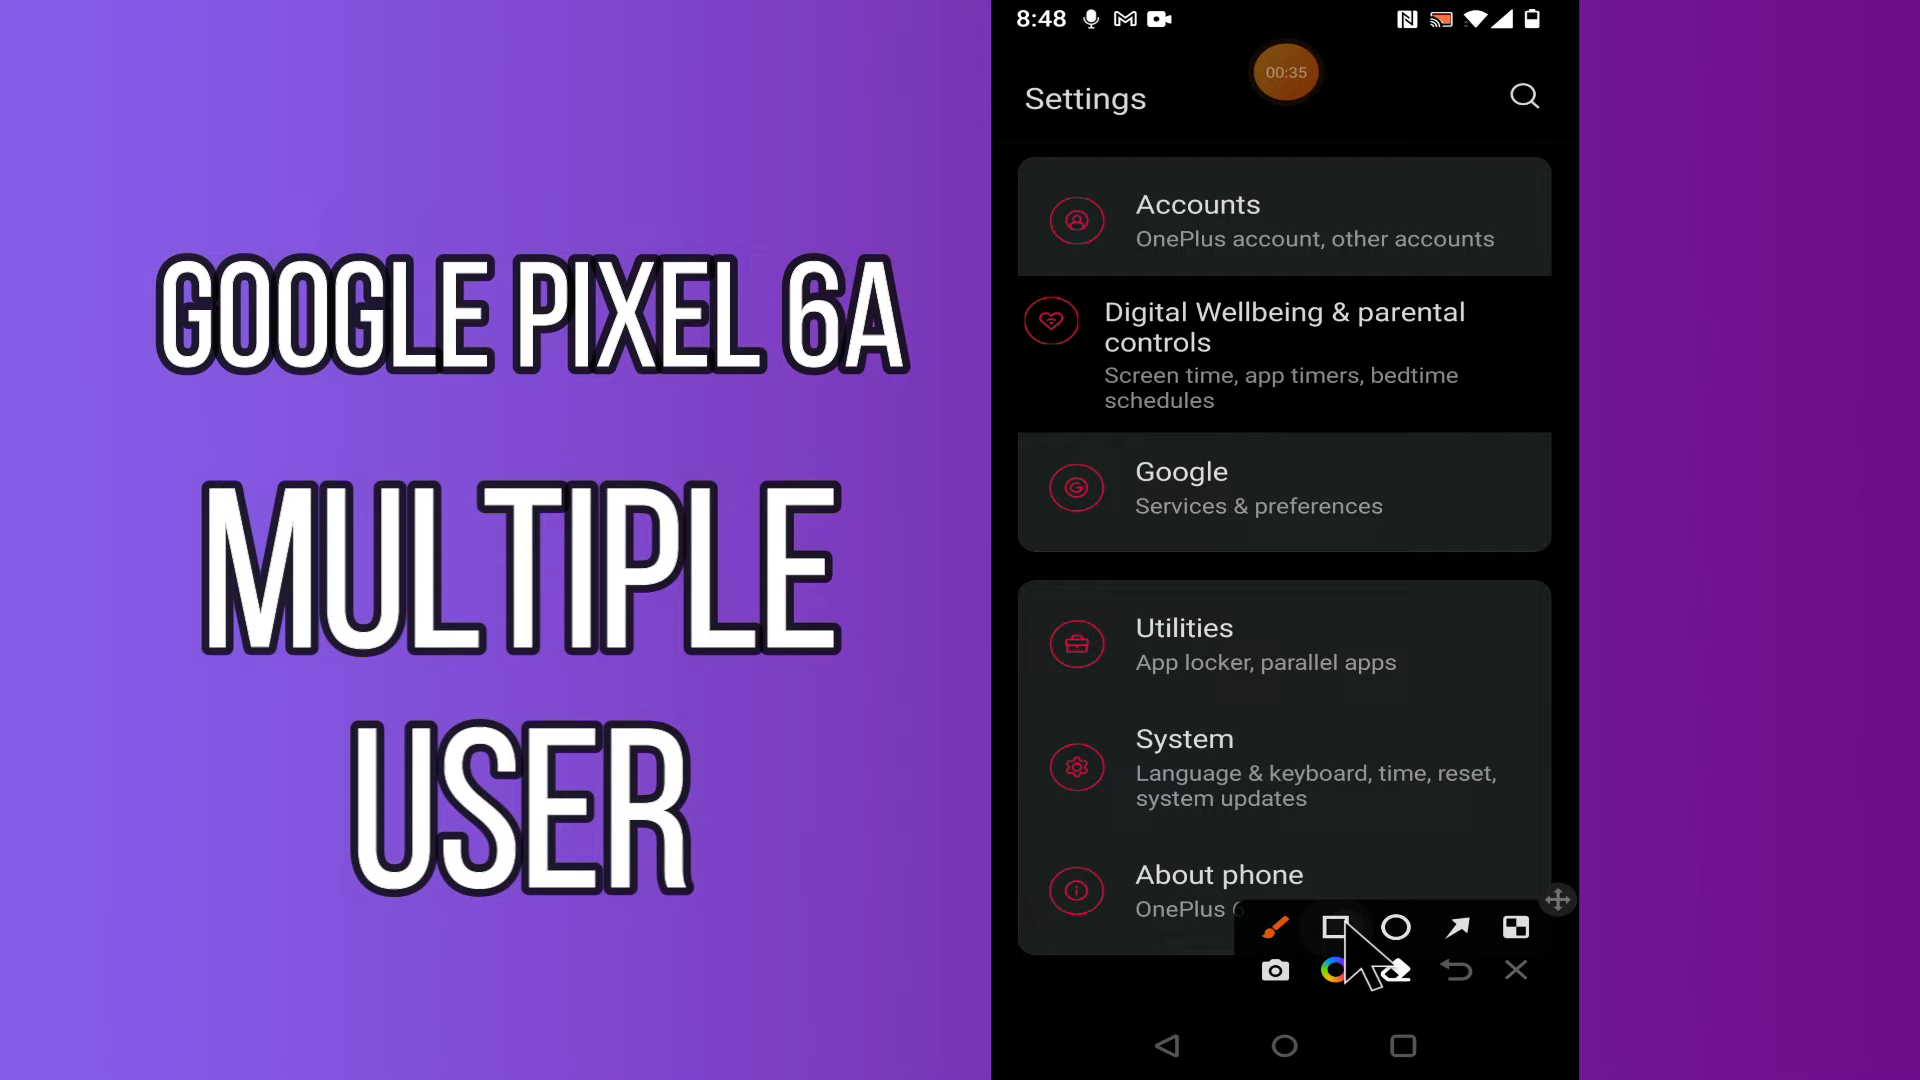 GOOGLE PIXEL 6A
MULTIPLE
USER
8:48
00:35
Settings
Accounts
OnePlus account, other accounts
Digital Wellbeing & parental
controls
Screen time, app timers, bedtime
schedules
Google
Services & preferences
Utilities
App locker, parallel apps
System
Language & keyboard, time, reset,
system updates
About phone
OnePlus 6